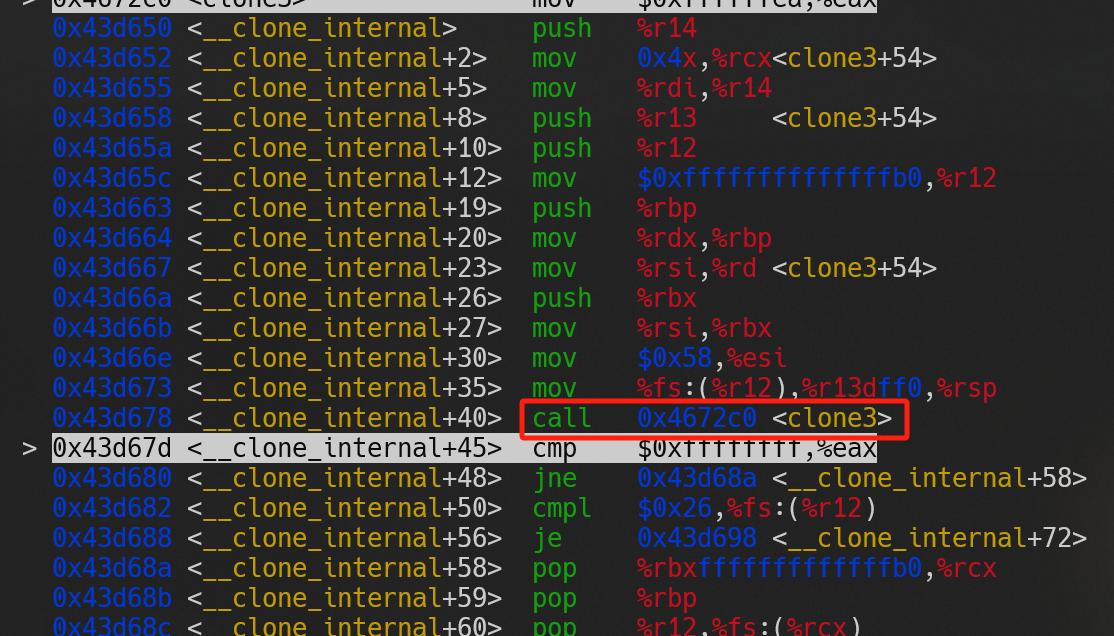 > 0x4672c0 <clone3> mov $0xffffffea,%eax
0x43d650 <__clone_internal> push %r14
0x43d652 <__clone_internal+2> mov 0x4x,%rcx<clone3+54>
0x43d655 <__clone_internal+5> mov %rdi,%r14
0x43d658 <__clone_internal+8> push %r13 <clone3+54>
0x43d65a <__clone_internal+10> push %r12
0x43d65c <__clone_internal+12> mov $0xffffffffffffffb0,%r12
0x43d663 <__clone_internal+19> push %rbp
0x43d664 <__clone_internal+20> mov %rdx,%rbp
0x43d667 <__clone_internal+23> mov %rsi,%rd <clone3+54>
0x43d66a <__clone_internal+26> push %rbx
0x43d66b <__clone_internal+27> mov %rsi,%rbx
0x43d66e <__clone_internal+30> mov $0x58,%esi
0x43d673 <__clone_internal+35> mov %fs:(%r12),%r13dff0,%rsp
0x43d678 <__clone_internal+40> call 0x4672c0 <clone3>
> 0x43d67d <__clone_internal+45> cmp $0xffffffff,%eax
0x43d680 <__clone_internal+48> jne 0x43d68a <__clone_internal+58>
0x43d682 <__clone_internal+50> cmpl $0x26,%fs:(%r12)
0x43d688 <__clone_internal+56> je 0x43d698 <__clone_internal+72>
0x43d68a <__clone_internal+58> pop %rbxfffffffffffffb0,%rcx
0x43d68b <__clone_internal+59> pop %rbp
0x43d68c <__clone_internal+60> pop %r12,%fs:(%rcx)